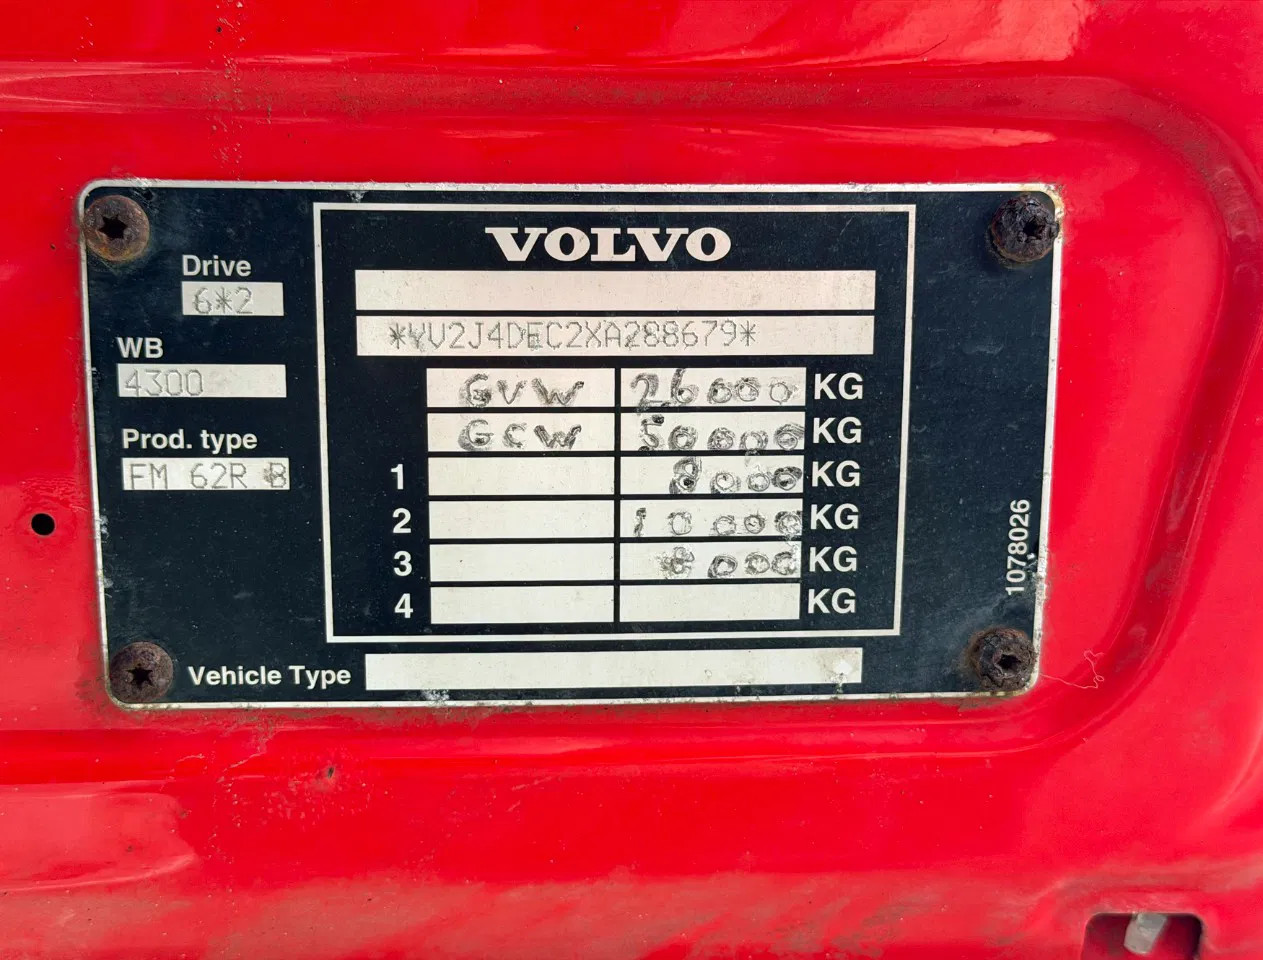 VOLVO
Drive
6*2
*YV2J4DEC2XA288679*
WB
4300
GVW 26000 KG
GCW 50000 KG
Prod. type
FM 62R B
1 8000 KG
2 10000 KG
3 8000 KG
4 KG
1078026
Vehicle Type